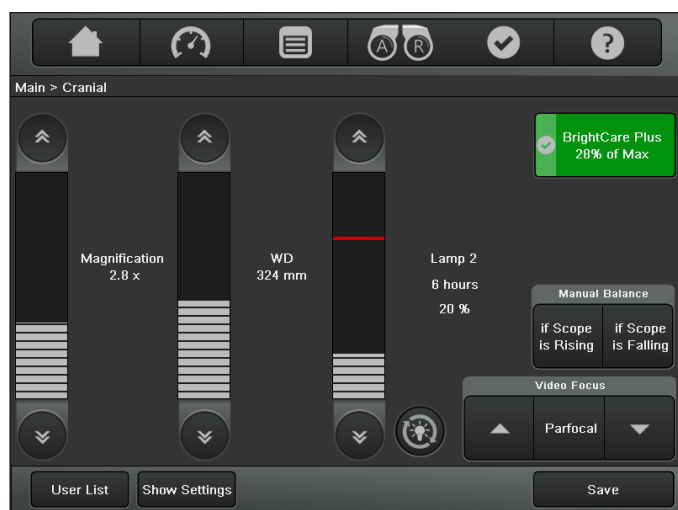 A R ?
Main > Cranial
BrightCare Plus
28% of Max
Magnification
2.8 x
WD
324 mm
Lamp 2
6 hours
20 %
Manual Balance
if Scope
is Rising
if Scope
is Falling
Video Focus
Parfocal
User List
Show Settings
Save